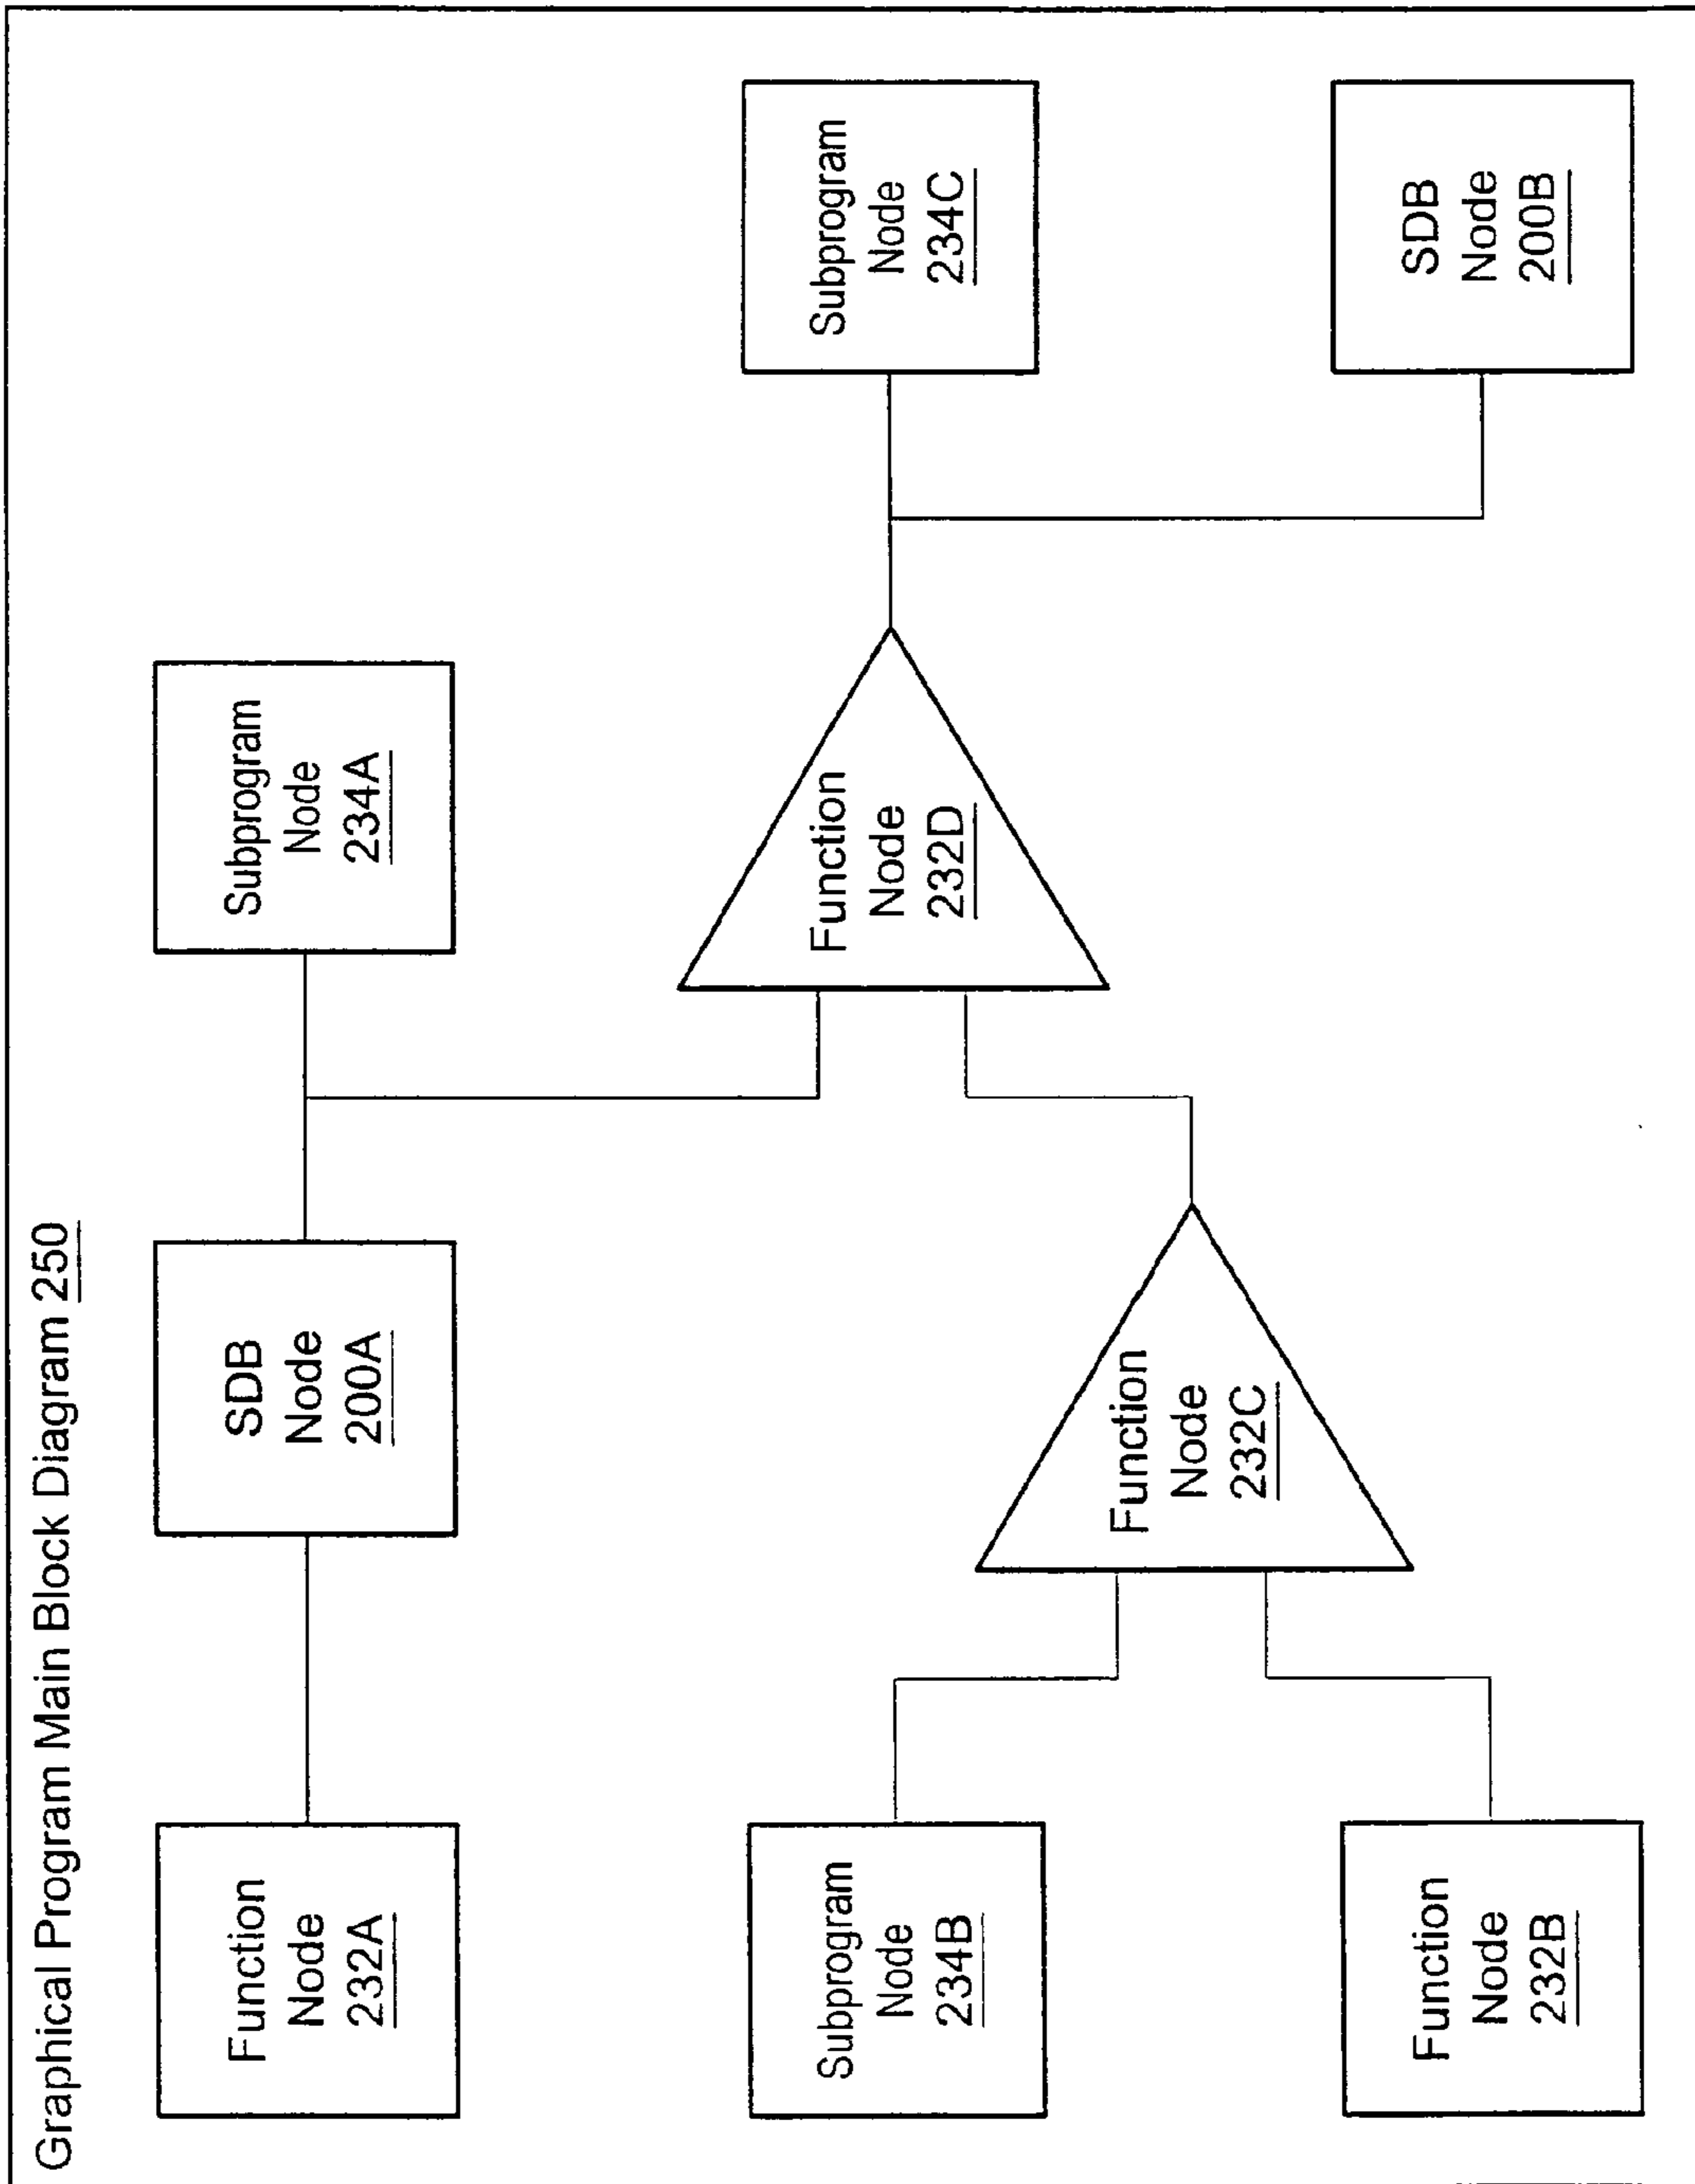 Graphical Program Main Block Diagram 250
Function
Node
232A
SDB
Node
200A
Subprogram
Node
234A
Subprogram
Node
234B
Function
Node
232B
Function
Node
232C
Function
Node
232D
Subprogram
Node
234C
SDB
Node
200B